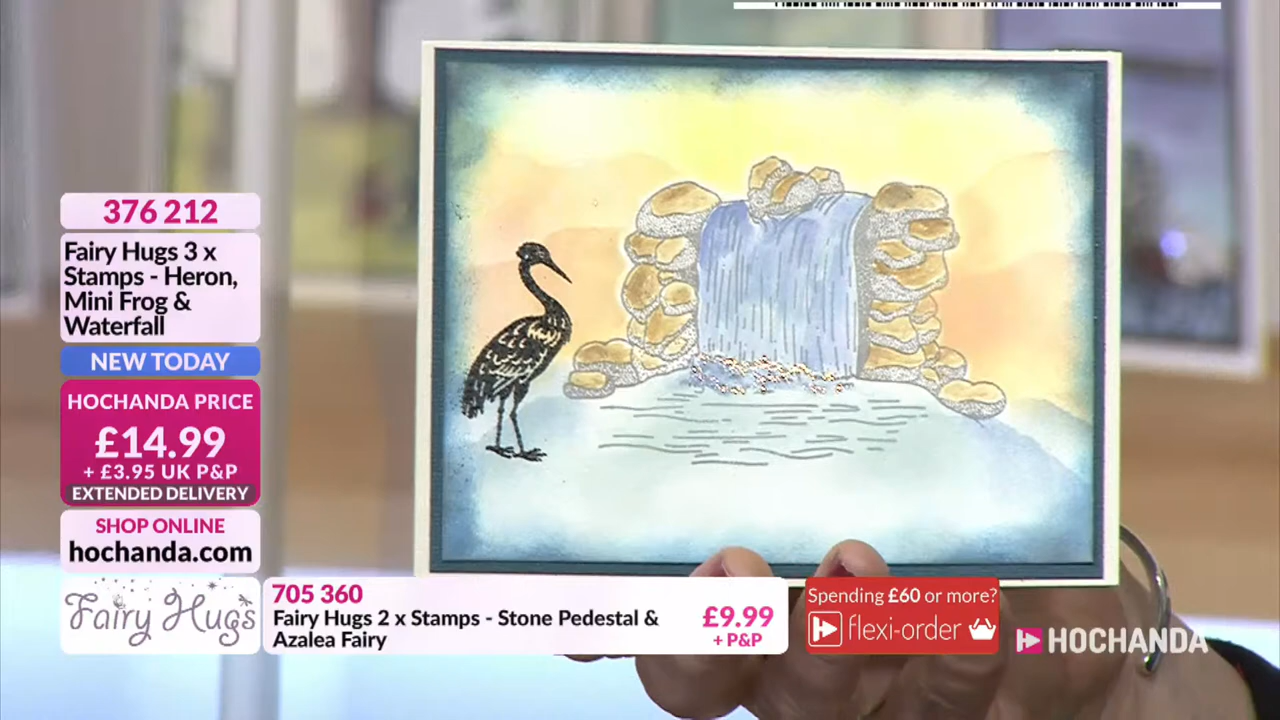 376 212
Fairy Hugs 3 x
Stamps - Heron,
Mini Frog &
Waterfall
NEW TODAY
HOCHANDA PRICE
£14.99
+ £3.95 UK P&P
EXTENDED DELIVERY
SHOP ONLINE
hochanda.com
Fairy Hugs
705 360
Fairy Hugs 2 x Stamps - Stone Pedestal &
Azalea Fairy
£9.99
+ P&P
Spending £60 or more?
flexi-order
HOCHANDA